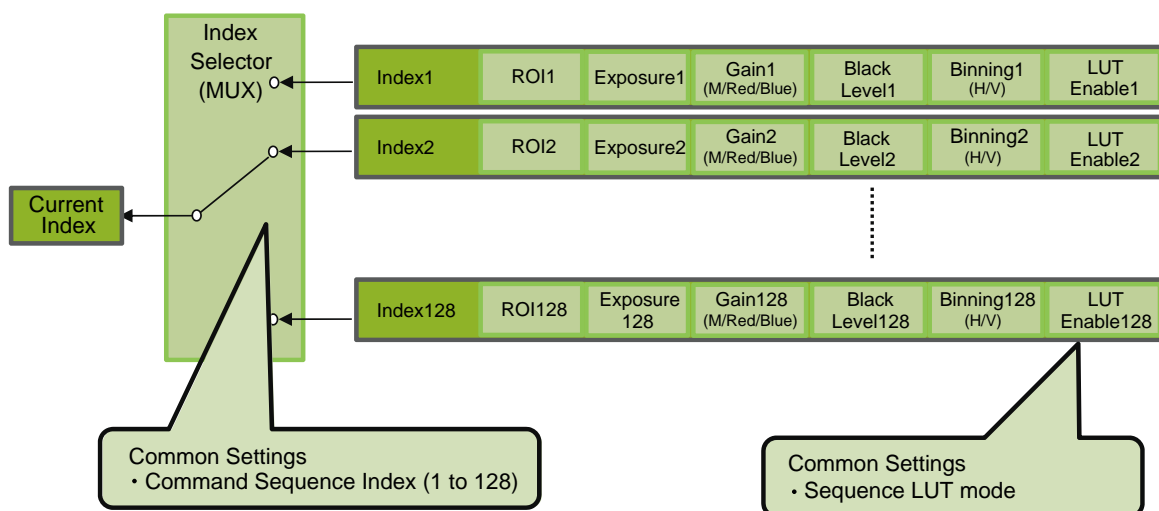 Index
Selector
(MUX)
Current
Index
Index1
ROI1
Exposure1
Gain1
(M/Red/Blue)
Black
Level1
Binning1
(H/V)
LUT
Enable1
Index2
ROI2
Exposure2
Gain2
(M/Red/Blue)
Black
Level2
Binning2
(H/V)
LUT
Enable2
Index128
ROI128
Exposure
128
Gain128
(M/Red/Blue)
Black
Level128
Binning128
(H/V)
LUT
Enable128
Common Settings
・Command Sequence Index (1 to 128)
Common Settings
・Sequence LUT mode